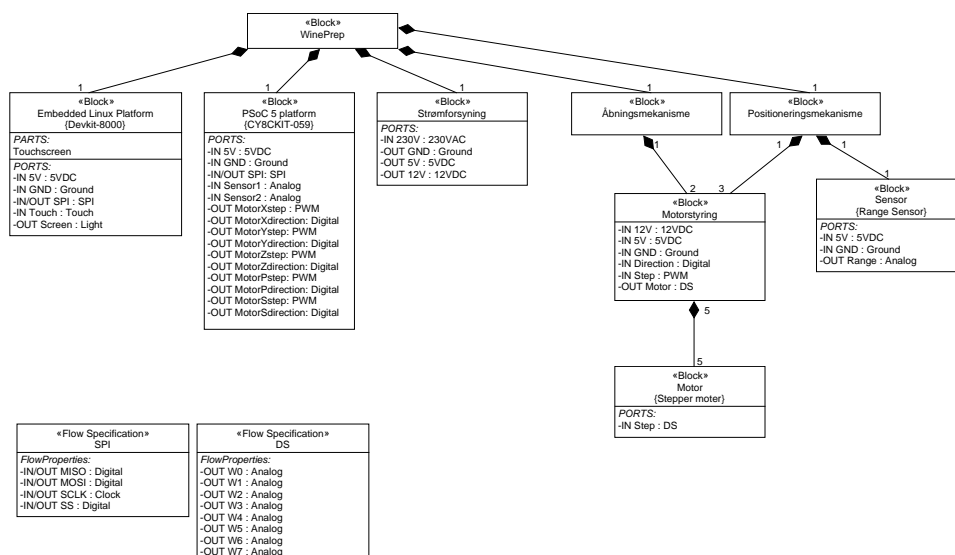 «Block»
WinePrep
1
1
1
1
1
«Block»
Embedded Linux Platform
{Devkit-8000}
PARTS:
Touchscreen
PORTS:
-IN 5V : 5VDC
-IN GND : Ground
-IN/OUT SPI : SPI
-IN Touch : Touch
-OUT Screen : Light
«Block»
PSoC 5 platform
{CY8CKIT-059}
PORTS:
-IN 5V : 5VDC
-IN GND : Ground
-IN/OUT SPI: SPI
-IN Sensor1 : Analog
-IN Sensor2 : Analog
-OUT MotorXstep: PWM
-OUT MotorXdirection: Digital
-OUT MotorYstep: PWM
-OUT MotorYdirection: Digital
-OUT MotorZstep: PWM
-OUT MotorZdirection: Digital
-OUT MotorPstep: PWM
-OUT MotorPdirection: Digital
-OUT MotorSstep: PWM
-OUT MotorSdirection: Digital
«Block»
Strømforsyning
PORTS:
-IN 230V : 230VAC
-OUT GND : Ground
-OUT 5V : 5VDC
-OUT 12V : 12VDC
«Block»
Åbningsmekanisme
«Block»
Positioneringsmekanisme
1
1
1
2
3
1
«Block»
Motorstyring
-IN 12V : 12VDC
-IN 5V : 5VDC
-IN GND : Ground
-IN Direction : Digital
-IN Step : PWM
-OUT Motor : DS
«Block»
Sensor
{Range Sensor}
PORTS:
-IN 5V : 5VDC
-IN GND : Ground
-OUT Range : Analog
5
5
«Block»
Motor
{Stepper moter}
PORTS:
-IN Step : DS
«Flow Specification»
SPI
FlowProperties:
-IN/OUT MISO : Digital
-IN/OUT MOSI : Digital
-IN/OUT SCLK : Clock
-IN/OUT SS : Digital
«Flow Specification»
DS
FlowProperties:
-OUT W0 : Analog
-OUT W1 : Analog
-OUT W2 : Analog
-OUT W3 : Analog
-OUT W4 : Analog
-OUT W5 : Analog
-OUT W6 : Analog
-OUT W7 : Analog